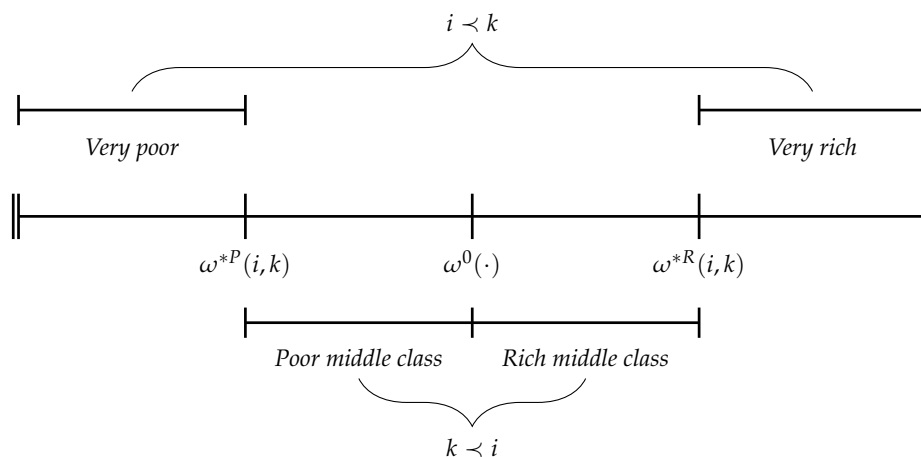 i ≺ k
Very poor Very rich
ω*P(i, k) ω0(·) ω*R(i, k)
Poor middle class Rich middle class
k ≺ i